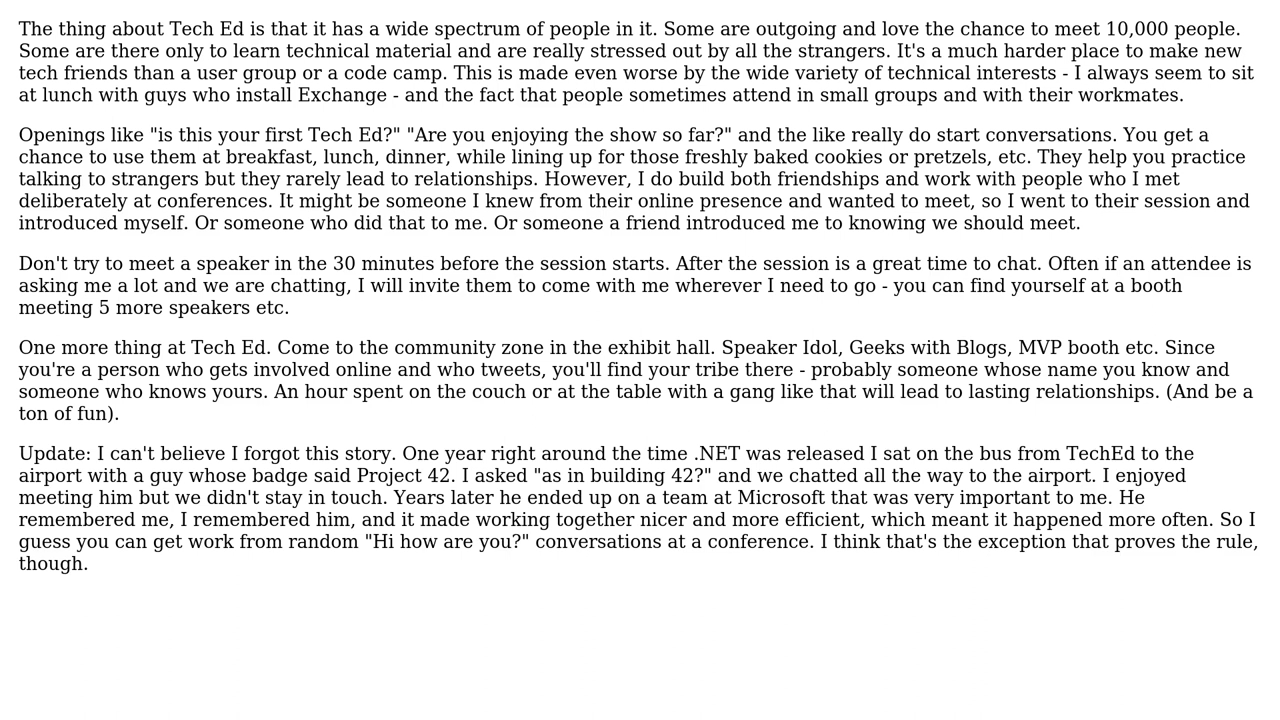 The thing about Tech Ed is that it has a wide spectrum of people in it. Some are outgoing and love the chance to meet 10,000 people.
Some are there only to learn technical material and are really stressed out by all the strangers. It's a much harder place to make new
tech friends than a user group or a code camp. This is made even worse by the wide variety of technical interests - I always seem to sit
at lunch with guys who install Exchange - and the fact that people sometimes attend in small groups and with their workmates.
Openings like "is this your first Tech Ed?" "Are you enjoying the show so far?" and the like really do start conversations. You get a
chance to use them at breakfast, lunch, dinner, while lining up for those freshly baked cookies or pretzels, etc. They help you practice
talking to strangers but they rarely lead to relationships. However, I do build both friendships and work with people who I met
deliberately at conferences. It might be someone I knew from their online presence and wanted to meet, so I went to their session and
introduced myself. Or someone who did that to me. Or someone a friend introduced me to knowing we should meet.
Don't try to meet a speaker in the 30 minutes before the session starts. After the session is a great time to chat. Often if an attendee is
asking me a lot and we are chatting, I will invite them to come with me wherever I need to go - you can find yourself at a booth
meeting 5 more speakers etc.
One more thing at Tech Ed. Come to the community zone in the exhibit hall. Speaker Idol, Geeks with Blogs, MVP booth etc. Since
you're a person who gets involved online and who tweets, you'll find your tribe there - probably someone whose name you know and
someone who knows yours. An hour spent on the couch or at the table with a gang like that will lead to lasting relationships. (And be a
ton of fun).
Update: I can't believe I forgot this story. One year right around the time .NET was released I sat on the bus from TechEd to the
airport with a guy whose badge said Project 42. I asked "as in building 42?" and we chatted all the way to the airport. I enjoyed
meeting him but we didn't stay in touch. Years later he ended up on a team at Microsoft that was very important to me. He
remembered me, I remembered him, and it made working together nicer and more efficient, which meant it happened more often. So I
guess you can get work from random "Hi how are you?" conversations at a conference. I think that's the exception that proves the rule,
though.